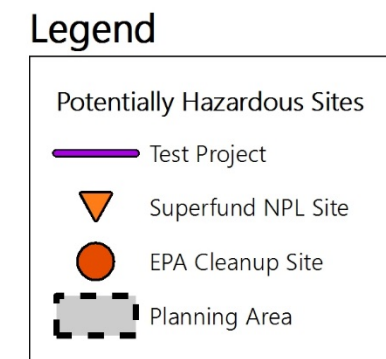 Legend
Potentially Hazardous Sites
Test Project
Superfund NPL Site
EPA Cleanup Site
Planning Area